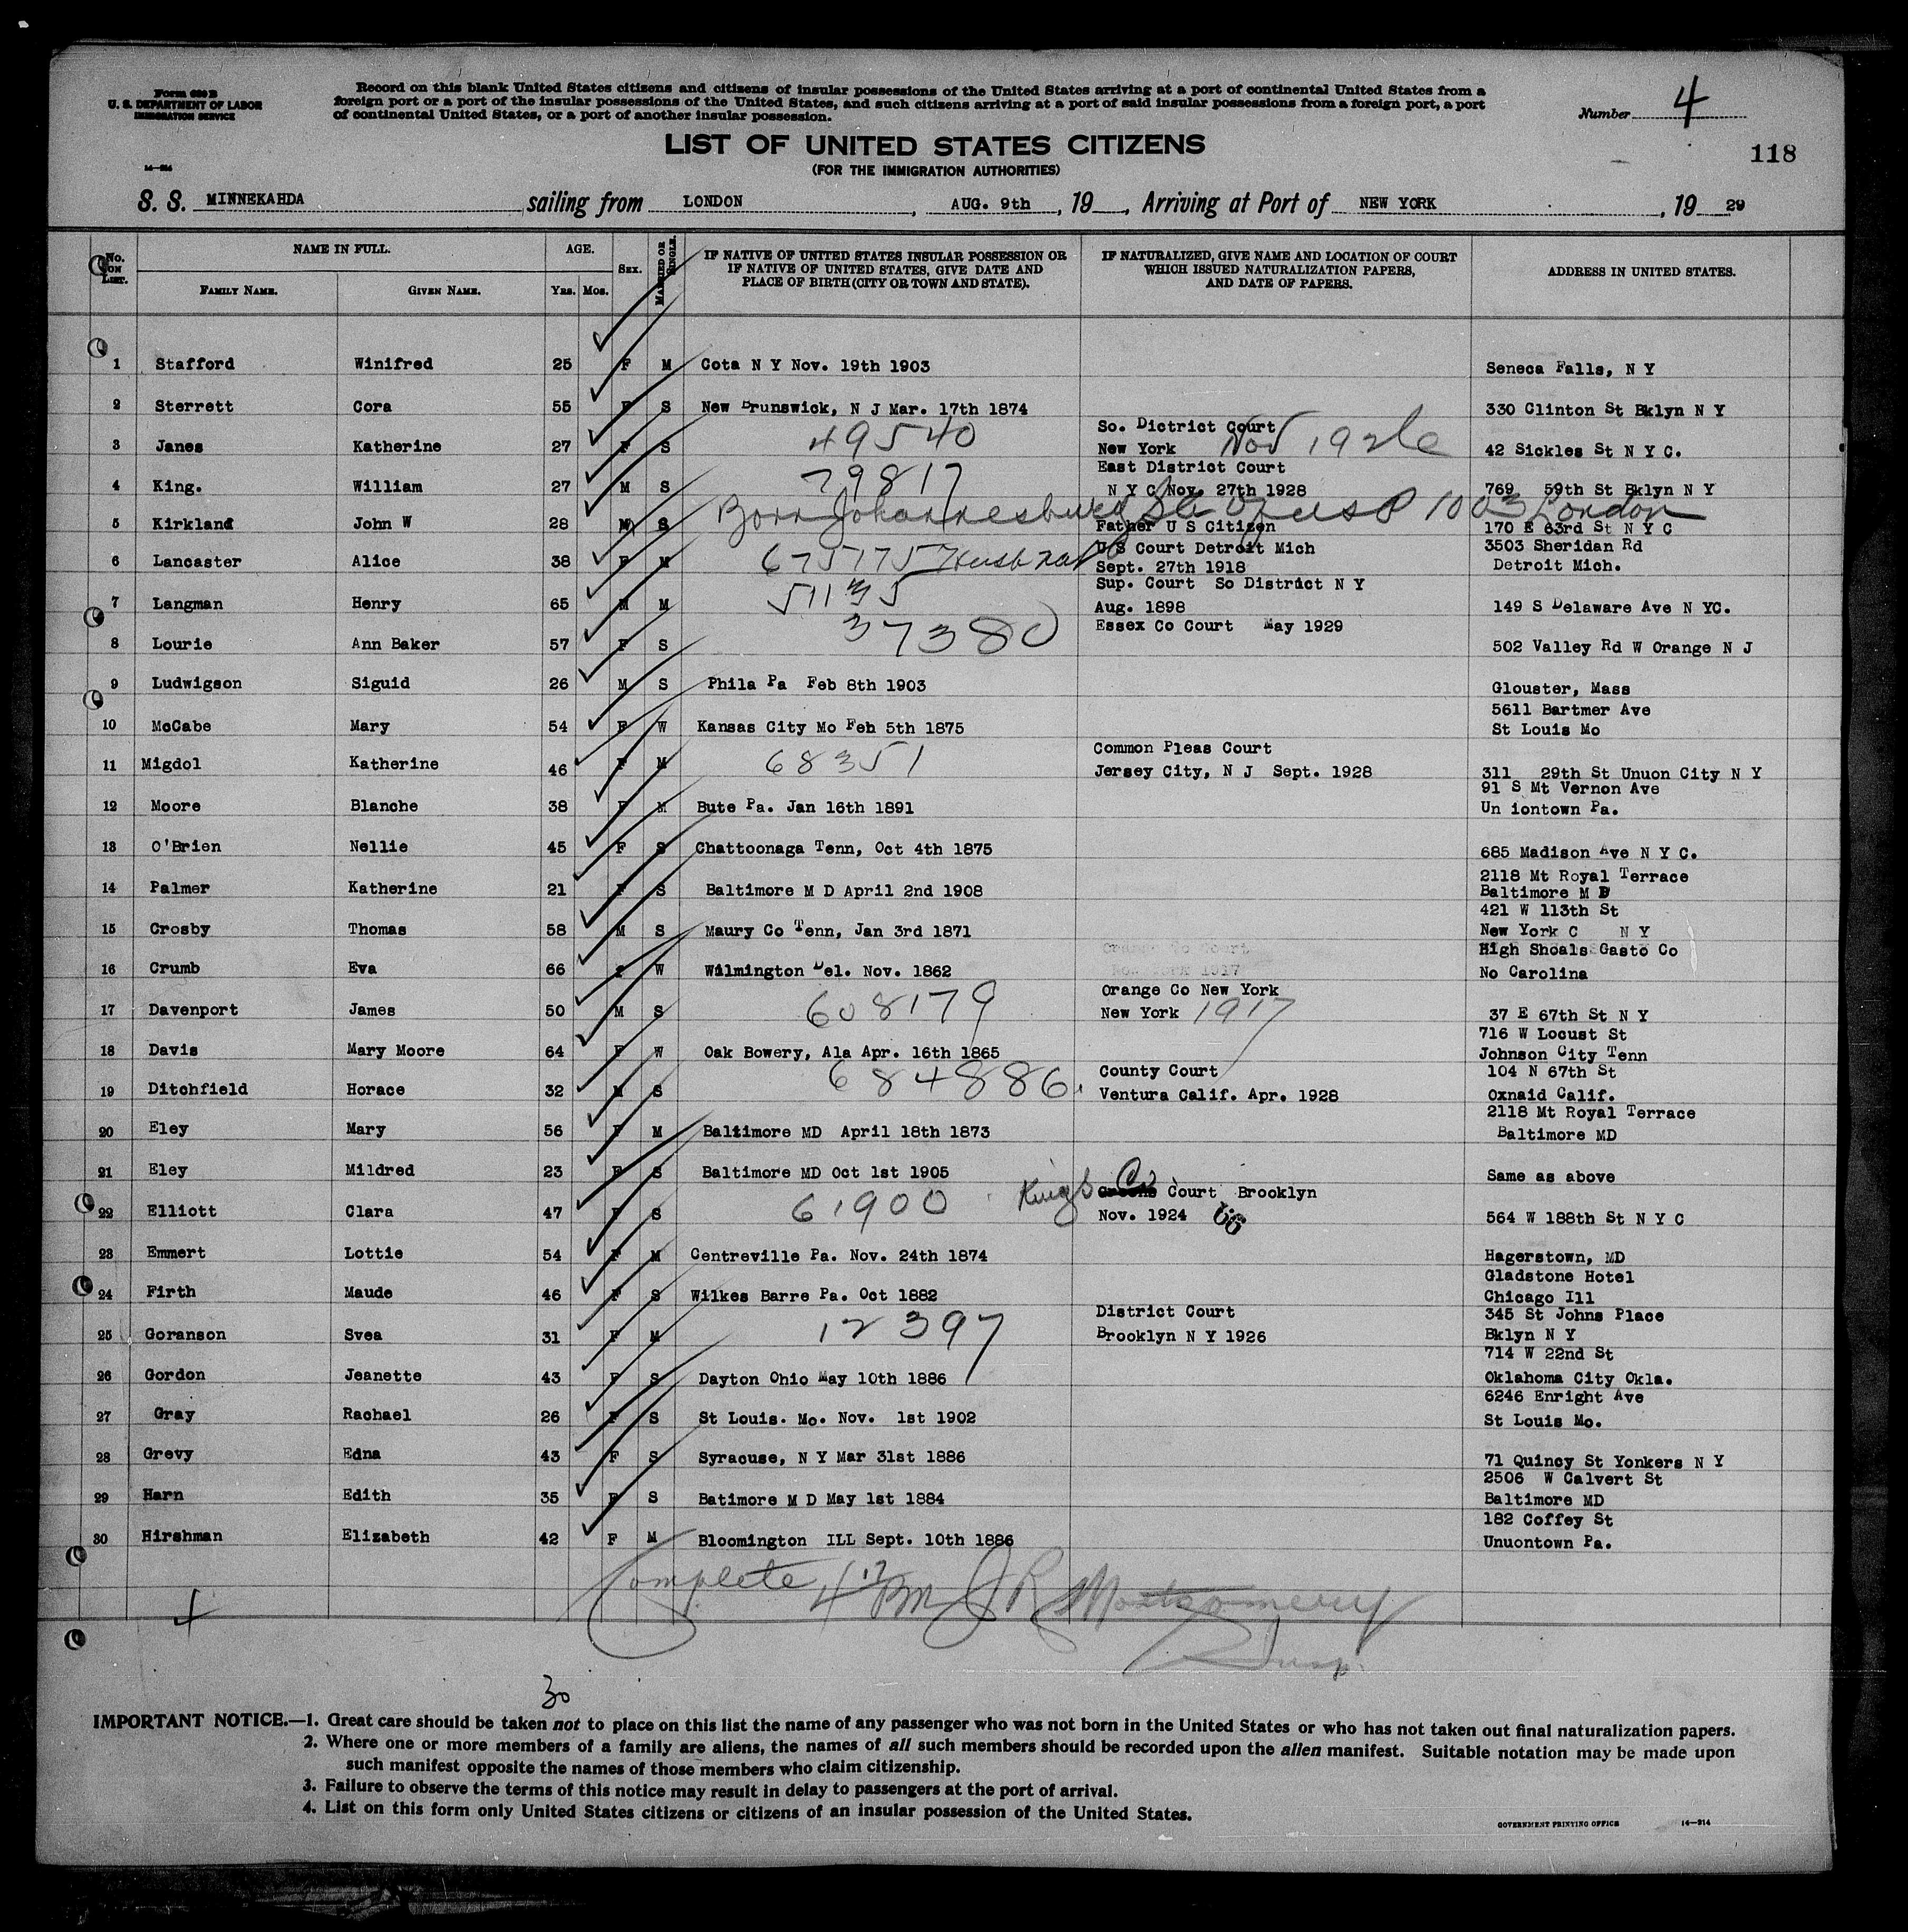 Form 630 B
U. S. DEPARTMENT OF LABOR
IMMIGRATION SERVICE
Record on this blank United States citizens and citizens of insular possessions of the United States arriving at a port of continental United States from a
foreign port or a port of the insular possessions of the United States, and such citizens arriving at a port of said insular possessions from a foreign port, a port
of continental United States, or a port of another insular possession.
Number 4
LIST OF UNITED STATES CITIZENS
118
(FOR THE IMMIGRATION AUTHORITIES)
S. S. MINNEKAHDA sailing from LONDON, AUG. 9th, 19__, Arriving at Port of NEW YORK, 19 29
No. ON LIST. NAME IN FULL. FAMILY NAME. GIVEN NAME. AGE. YRS. MOS. SEX. MARRIED OR SINGLE. IF NATIVE OF UNITED STATES INSULAR POSSESSION OR IF NATIVE OF UNITED STATES, GIVE DATE AND PLACE OF BIRTH (CITY OR TOWN AND STATE). IF NATURALIZED, GIVE NAME AND LOCATION OF COURT WHICH ISSUED NATURALIZATION PAPERS, AND DATE OF PAPERS. ADDRESS IN UNITED STATES.
1 Stafford Winifred 25 F M Cota N Y Nov. 19th 1903 Seneca Falls, N Y
2 Sterrett Cora 55 F S New Brunswick, N J Mar. 17th 1874 330 Clinton St Bklyn N Y
So. District Court
3 Janes Katherine 27 F S 49540 New York Nov 1926 42 Sickles St N Y C.
East District Court
4 King. William 27 M S 79817 N Y C Nov. 27th 1928 769 59th St Bklyn N Y
Born Johannesburg London
5 Kirkland John W 28 M S Father U S Citizen 170 E 63rd St N Y C
U S Court Detroit Mich 3503 Sheridan Rd
6 Lancaster Alice 38 F M 675175 Husb nat Sept. 27th 1918 Detroit Mich.
Sup. Court So District N Y
7 Langman Henry 65 M M 51135 Aug. 1898 149 S Delaware Ave N YC.
37380 Essex Co Court May 1929
8 Lourie Ann Baker 57 F S 502 Valley Rd W Orange N J
9 Ludwigson Siguid 26 M S Phila Pa Feb 8th 1903 Glouster, Mass
5611 Bartmer Ave
10 McCabe Mary 54 F W Kansas City Mo Feb 5th 1875 St Louis Mo
Common Pleas Court
11 Migdol Katherine 46 F M 68351 Jersey City, N J Sept. 1928 311 29th St Unuon City N Y
91 S Mt Vernon Ave
12 Moore Blanche 38 F M Bute Pa. Jan 16th 1891 Un iontown Pa.
13 O'Brien Nellie 45 F S Chattoonaga Tenn, Oct 4th 1875 685 Madison Ave N Y C.
2118 Mt Royal Terrace
14 Palmer Katherine 21 F S Baltimore M D April 2nd 1908 Baltimore M D
421 W 113th St
15 Crosby Thomas 58 M S Maury Co Tenn, Jan 3rd 1871 New York C N Y
High Shoals Gasto Co
16 Crumb Eva 66 F W Wilmington Del. Nov. 1862 No Carolina
Orange Co New York
17 Davenport James 50 M S 608179 New York 1917 37 E 67th St N Y
716 W Locust St
18 Davis Mary Moore 64 F W Oak Bowery, Ala Apr. 16th 1865 Johnson City Tenn
County Court 104 N 67th St
19 Ditchfield Horace 32 M S 684886. Ventura Calif. Apr. 1928 Oxnaid Calif.
2118 Mt Royal Terrace
20 Eley Mary 56 F M Baltimore MD April 18th 1873 Baltimore MD
21 Eley Mildred 23 F S Baltimore MD Oct 1st 1905 Same as above
Kings Co Court Brooklyn
22 Elliott Clara 47 F S 61900 Nov. 1924 564 W 188th St N Y C
23 Emmert Lottie 54 F M Centreville Pa. Nov. 24th 1874 Hagerstown, MD
Gladstone Hotel
24 Firth Maude 46 F S Wilkes Barre Pa. Oct 1882 Chicago Ill
District Court 345 St Johns Place
25 Goranson Svea 31 F M 12397 Brooklyn N Y 1926 Bklyn N Y
714 W 22nd St
26 Gordon Jeanette 43 F S Dayton Ohio May 10th 1886 Oklahoma City Okla.
6246 Enright Ave
27 Gray Rachael 26 F S St Louis. Mo. Nov. 1st 1902 St Louis Mo.
28 Grevy Edna 43 F S Syracuse, N Y Mar 31st 1886 71 Quincy St Yonkers N Y
2506 W Calvert St
29 Harn Edith 35 F S Batimore M D May 1st 1884 Baltimore MD
182 Coffey St
30 Hirshman Elizabeth 42 F M Bloomington ILL Sept. 10th 1886 Unuontown Pa.
Complete 4 12 PM J R Montgomery
Insp.
30
IMPORTANT NOTICE.—1. Great care should be taken not to place on this list the name of any passenger who was not born in the United States or who has not taken out final naturalization papers.
2. Where one or more members of a family are aliens, the names of all such members should be recorded upon the alien manifest. Suitable notation may be made upon
such manifest opposite the names of those members who claim citizenship.
3. Failure to observe the terms of this notice may result in delay to passengers at the port of arrival.
4. List on this form only United States citizens or citizens of an insular possession of the United States.
GOVERNMENT PRINTING OFFICE 14—214